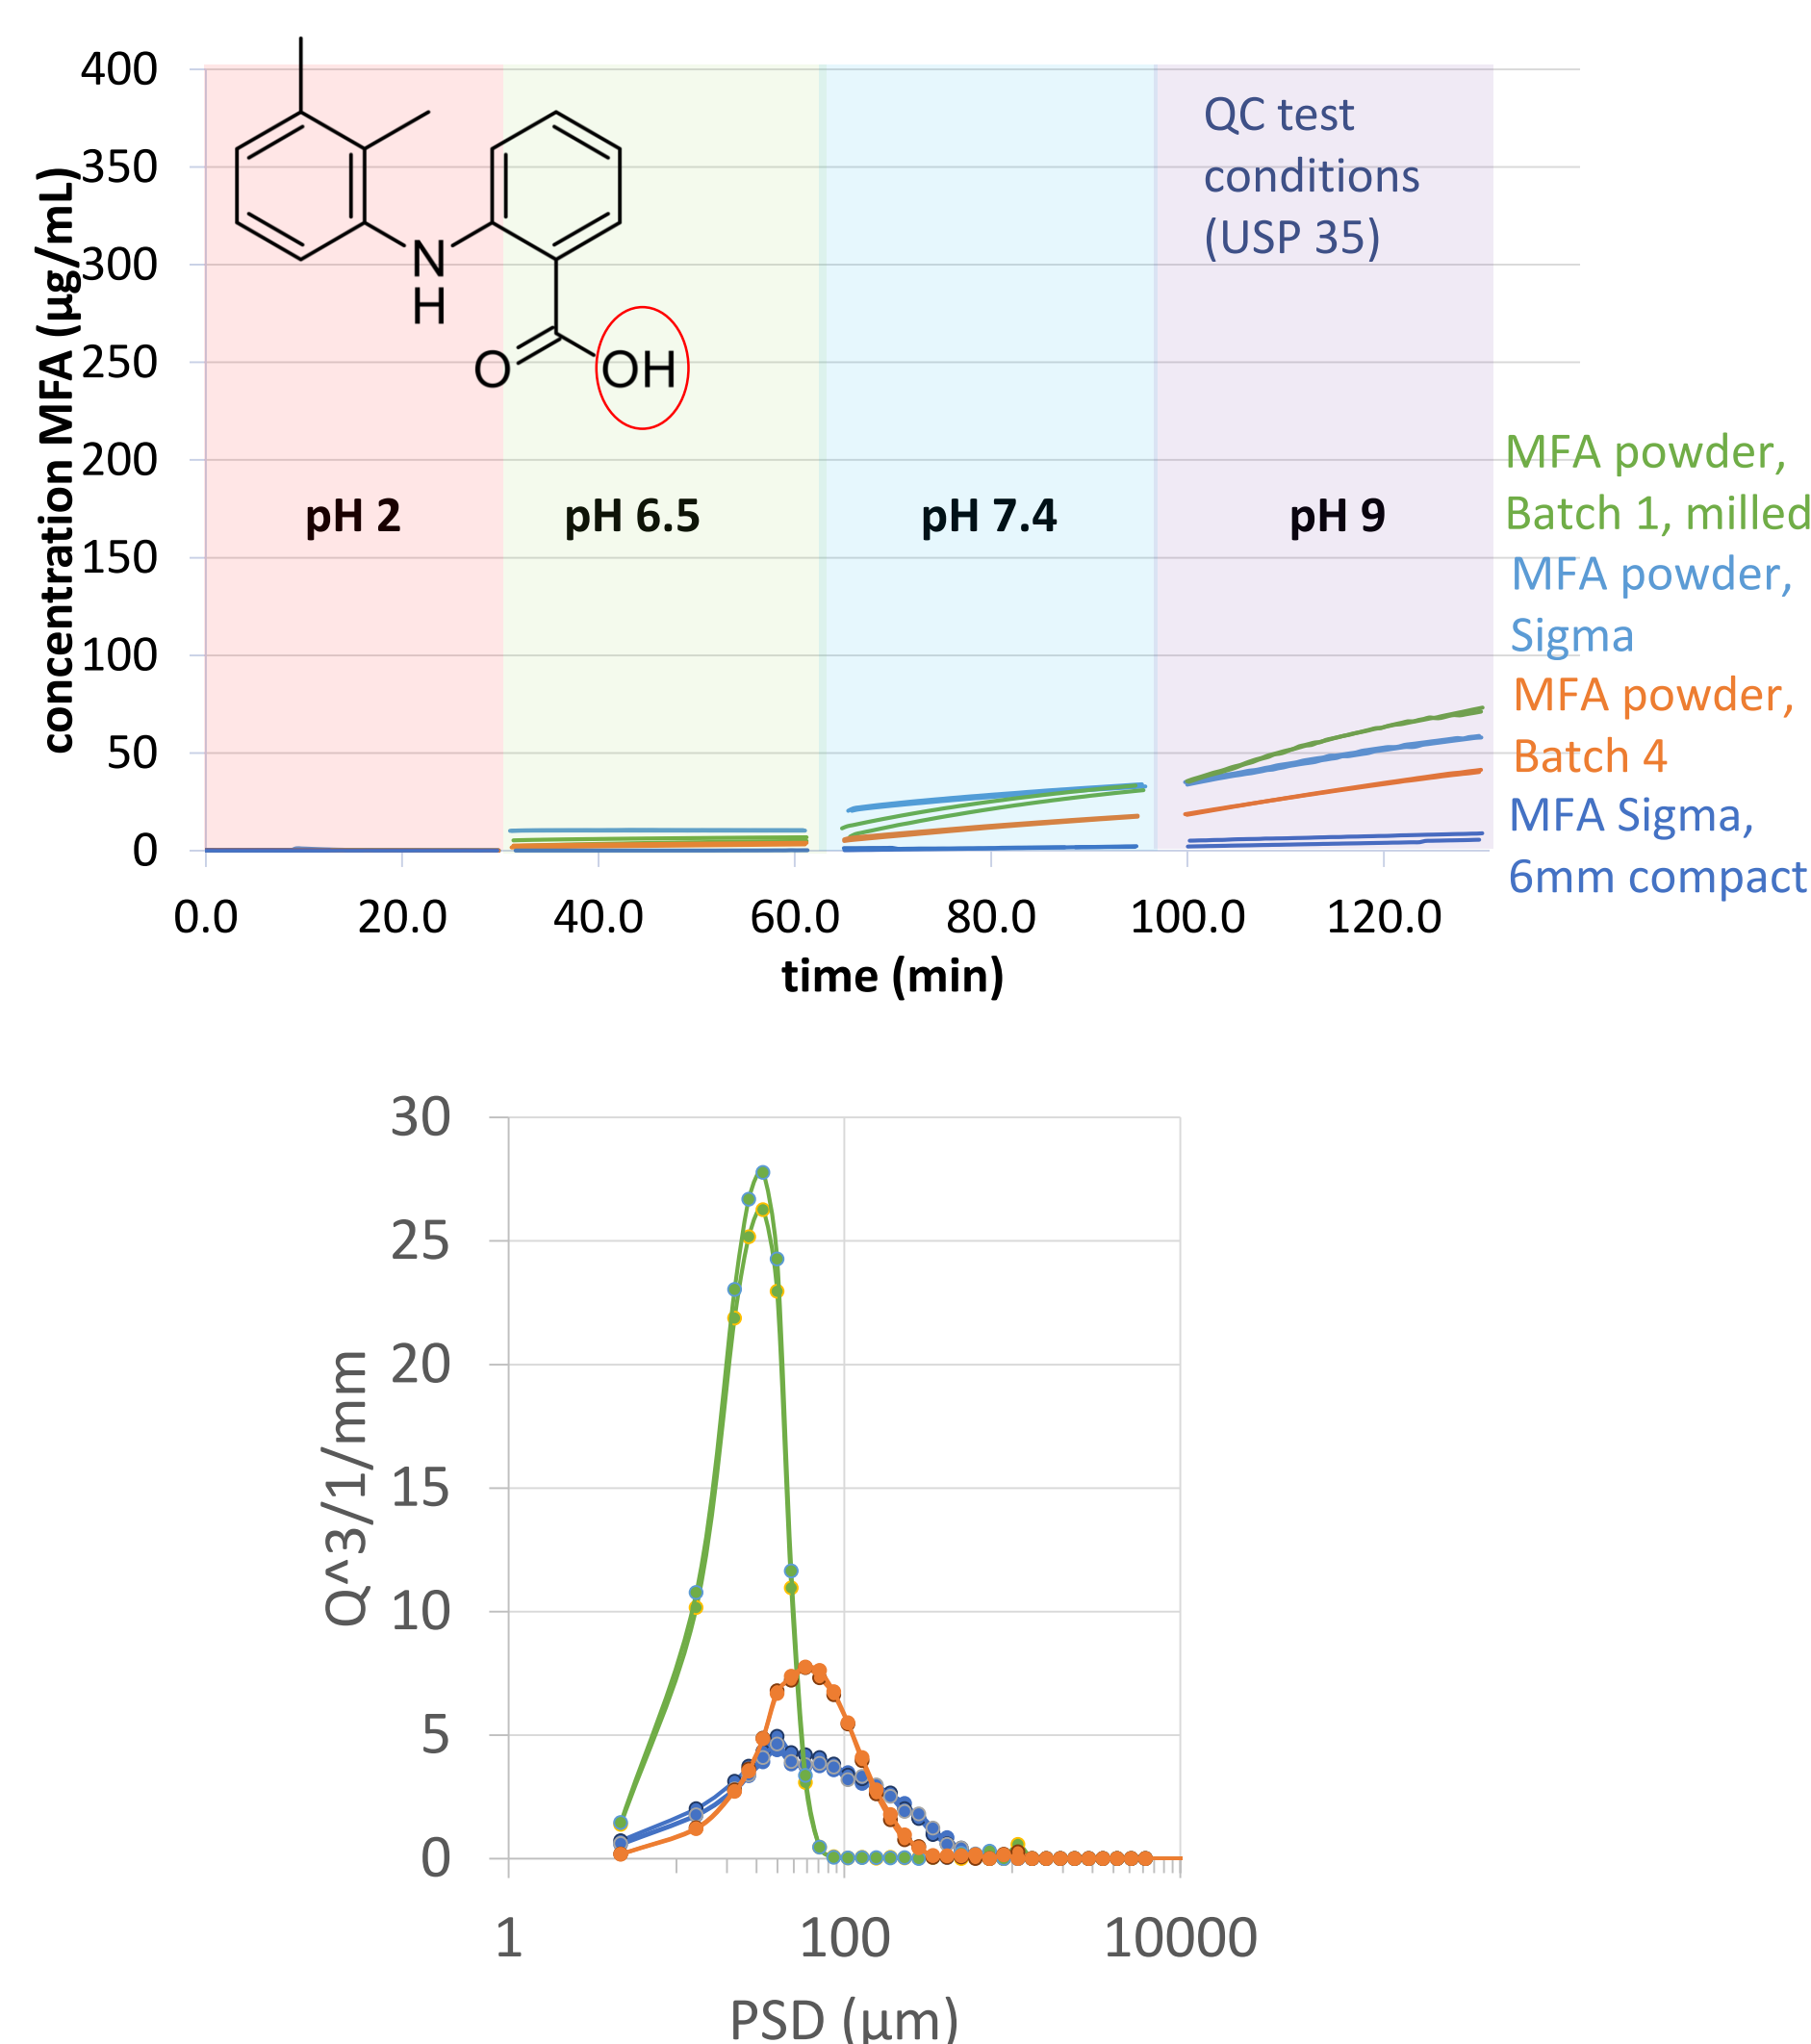 400
350
300
250
200
150
100
50
0
concentration MFA (µg/mL)
N
H
O
OH
QC test
conditions
(USP 35)
pH 2
pH 6.5
pH 7.4
pH 9
MFA powder,
Batch 1, milled
MFA powder,
Sigma
MFA powder,
Batch 4
MFA Sigma,
6mm compact
0.0
20.0
40.0
60.0
80.0
100.0
120.0
time (min)
30
25
20
15
10
5
0
Q^3/1/mm
1
100
10000
PSD (µm)